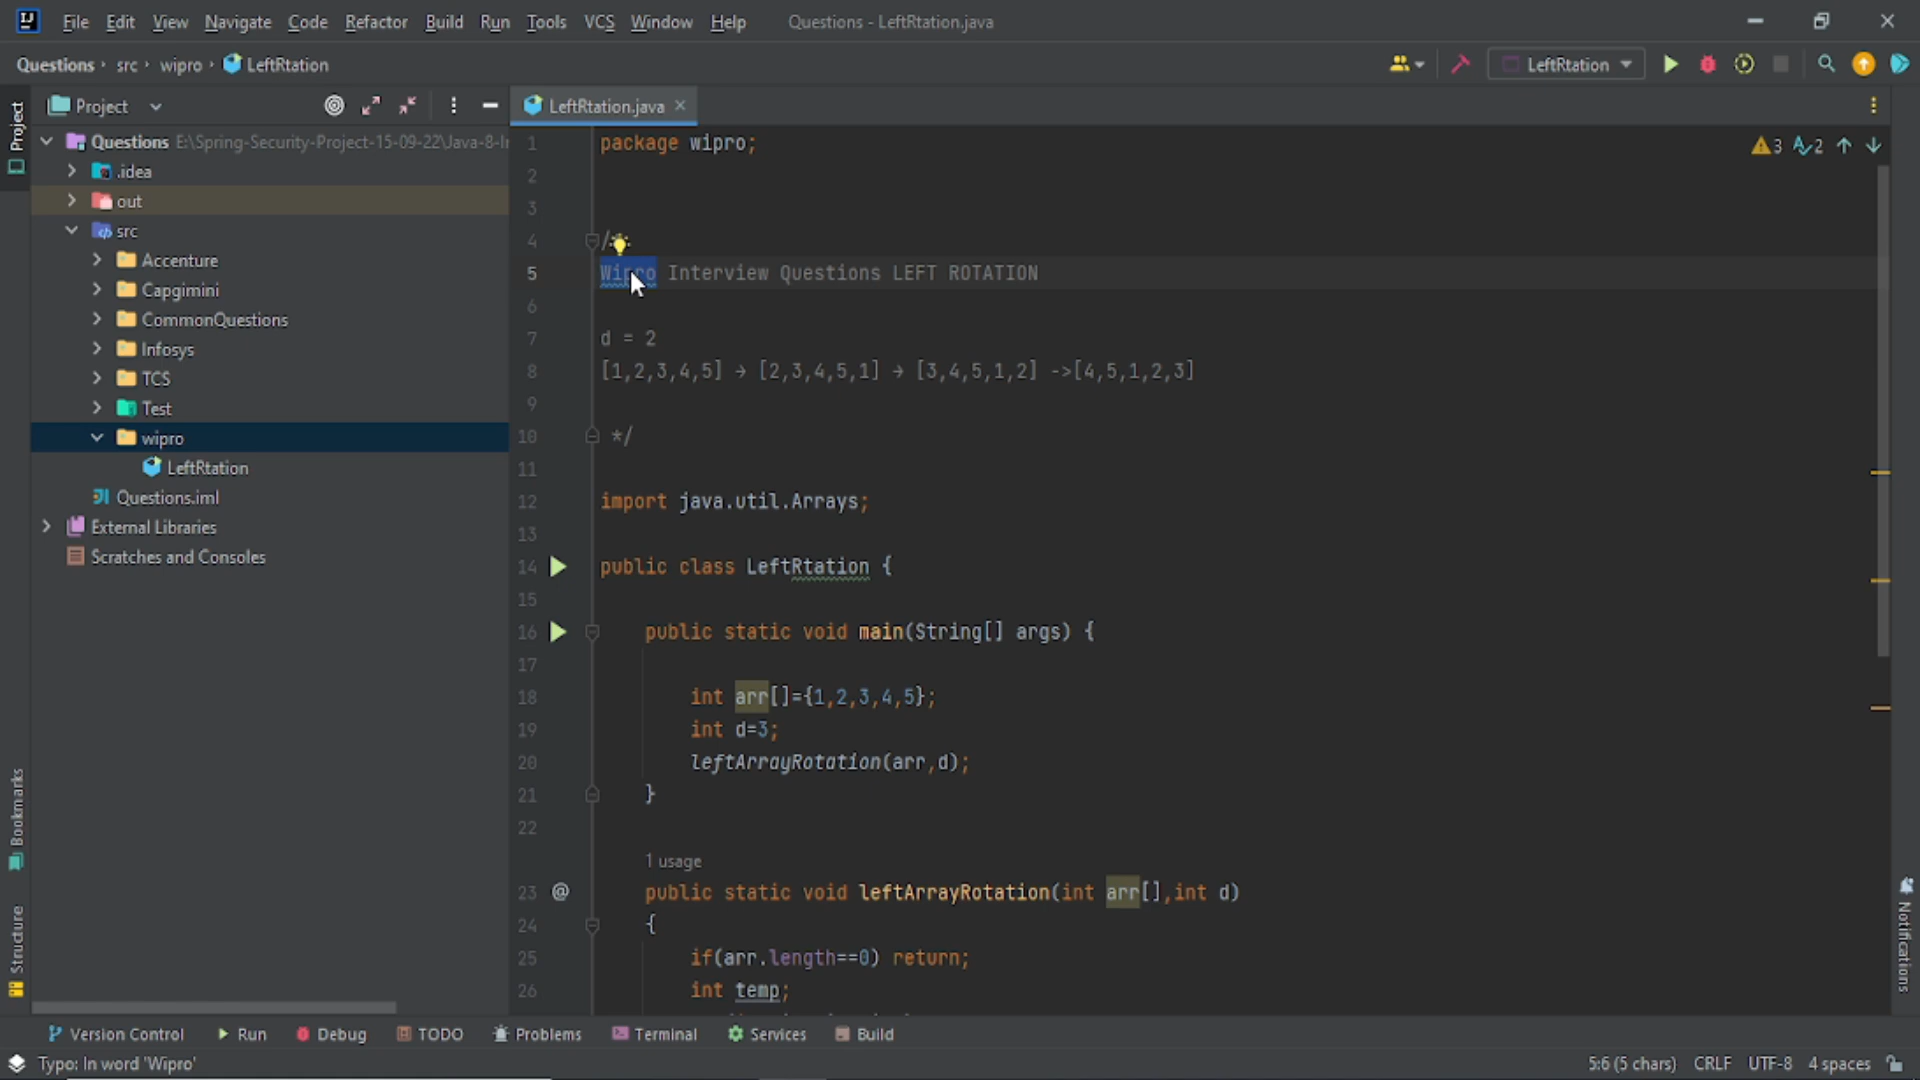 File Edit View Navigate Code Refactor Build Run Tools VCS Window Help Questions - LeftRtation.java
Questions src wipro LeftRtation
LeftRtation
Project
LeftRtation.java
Project
Questions E:\Spring-Security-Project-15-09-22\Java-8-I
.idea
out
src
Accenture
Capgimini
CommonQuestions
Infosys
TCS
Test
wipro
LeftRtation
Questions.iml
External Libraries
Scratches and Consoles
Bookmarks
Structure
3 2
1 package wipro;
2
3
4 /
5 Wipro Interview Questions LEFT ROTATION
6
7 d = 2
8 [1,2,3,4,5] → [2,3,4,5,1] → [3,4,5,1,2] ->[4,5,1,2,3]
9
10 */
11
12 import java.util.Arrays;
13
14 public class LeftRtation {
15
16 public static void main(String[] args) {
17
18 int arr[]={1,2,3,4,5};
19 int d=3;
20 leftArrayRotation(arr,d);
21 }
22
1 usage
23 @ public static void leftArrayRotation(int arr[],int d)
24 {
25 if(arr.length==0) return;
26 int temp;
Notifications
Version Control Run Debug TODO Problems Terminal Services Build
Typo: In word 'Wipro' 5:6 (5 chars) CRLF UTF-8 4 spaces